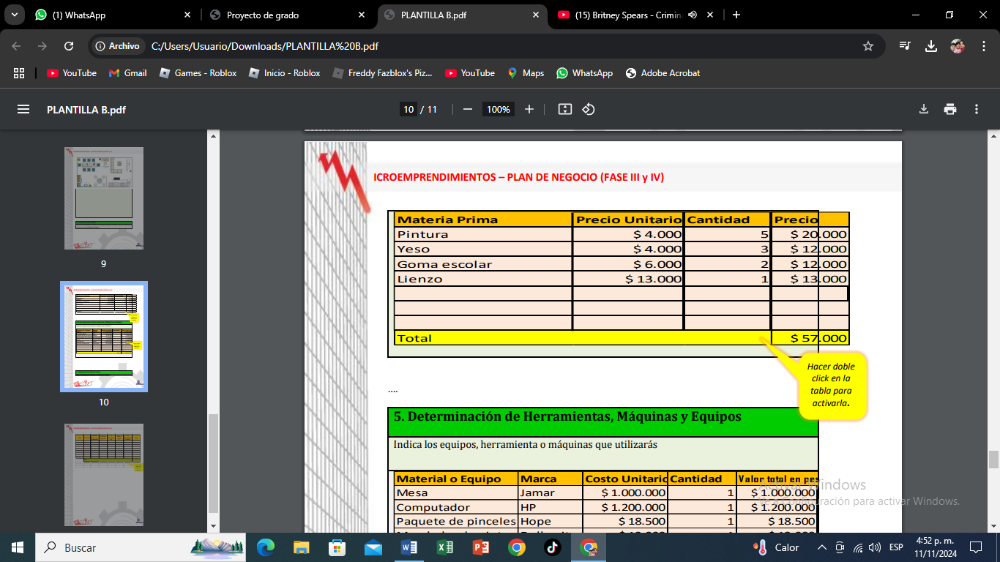 (1) WhatsApp
Proyecto de grado
PLANTILLA B.pdf
(15) Britney Spears - Crimin
Archivo
C:/Users/Usuario/Downloads/PLANTILLA%20B.pdf
YouTube
Gmail
Games - Roblox
Inicio - Roblox
Freddy Fazblox's Piz...
YouTube
Maps
WhatsApp
Adobe Acrobat
PLANTILLA B.pdf
10 / 11
100%
9
10
ICROEMPRENDIMIENTOS – PLAN DE NEGOCIO (FASE III y IV)
Materia Prima Precio Unitario Cantidad Precio
Pintura $ 4.000 5 $ 20.000
Yeso $ 4.000 3 $ 12.000
Goma escolar $ 6.000 2 $ 12.000
Lienzo $ 13.000 1 $ 13.000
Total $ 57.000
Hacer doble
click en la
tabla para
activarla.
....
5. Determinación de Herramientas, Máquinas y Equipos
Indica los equipos, herramienta o máquinas que utilizarás
Material o Equipo Marca Costo Unitario Cantidad Valor total en pes
Mesa Jamar $ 1.000.000 1 $ 1.000.000
Computador HP $ 1.200.000 1 $ 1.200.000
Paquete de pinceles Hope $ 18.500 1 $ 18.500
Activar Windows
Ve a Configuración para activar Windows.
Buscar
Calor
ESP
4:52 p. m.
11/11/2024